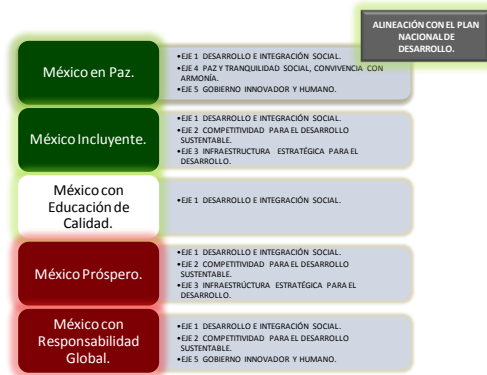 ALINEACIÓN CON EL PLAN
NACIONAL DE
DESARROLLO.
México en Paz.
•EJE 1 DESARROLLO E INTEGRACIÓN SOCIAL.
•EJE 4 PAZ Y TRANQUILIDAD SOCIAL, CONVIVENCIA CON
ARMONÍA.
•EJE 5 GOBIERNO INNOVADOR Y HUMANO.
México Incluyente.
•EJE 1 DESARROLLO E INTEGRACIÓN SOCIAL.
•EJE 2 COMPETITIVIDAD PARA EL DESARROLLO
SUSTENTABLE.
•EJE 3 INFRAESTRUCTURA ESTRATÉGICA PARA EL
DESARROLLO.
México con
Educación de
Calidad.
•EJE 1 DESARROLLO E INTEGRACIÓN SOCIAL.
México Próspero.
•EJE 1 DESARROLLO E INTEGRACIÓN SOCIAL.
•EJE 2 COMPETITIVIDAD PARA EL DESARROLLO
SUSTENTABLE.
•EJE 3 INFRAESTRÚCTURA ESTRATÉGICA PARA EL
DESARROLLO.
México con
Responsabilidad
Global.
•EJE 1 DESARROLLO E INTEGRACIÓN SOCIAL.
•EJE 2 COMPETITIVIDAD PARA EL DESARROLLO
SUSTENTABLE.
•EJE 5 GOBIERNO INNOVADOR Y HUMANO.